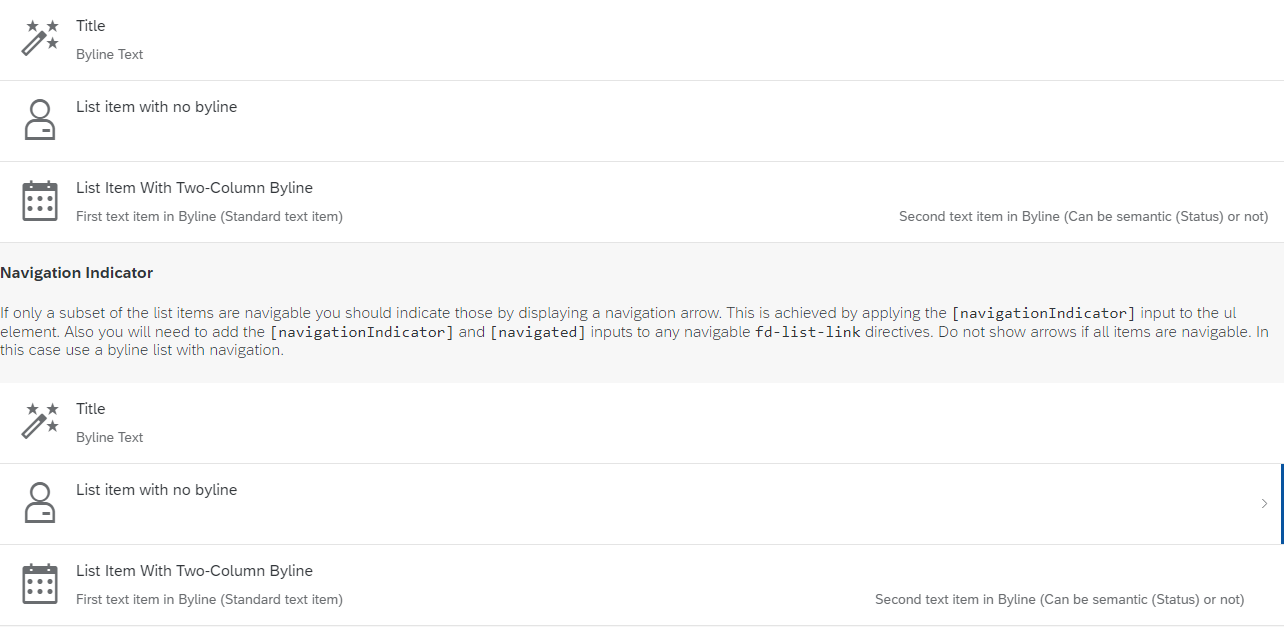 Title
Byline Text
List item with no byline
List Item With Two-Column Byline
First text item in Byline (Standard text item) Second text item in Byline (Can be semantic (Status) or not)
Navigation Indicator
If only a subset of the list items are navigable you should indicate those by displaying a navigation arrow. This is achieved by applying the [navigationIndicator] input to the ul
element. Also you will need to add the [navigationIndicator] and [navigated] inputs to any navigable fd-list-link directives. Do not show arrows if all items are navigable. In
this case use a byline list with navigation.
Title
Byline Text
List item with no byline
List Item With Two-Column Byline
First text item in Byline (Standard text item) Second text item in Byline (Can be semantic (Status) or not)